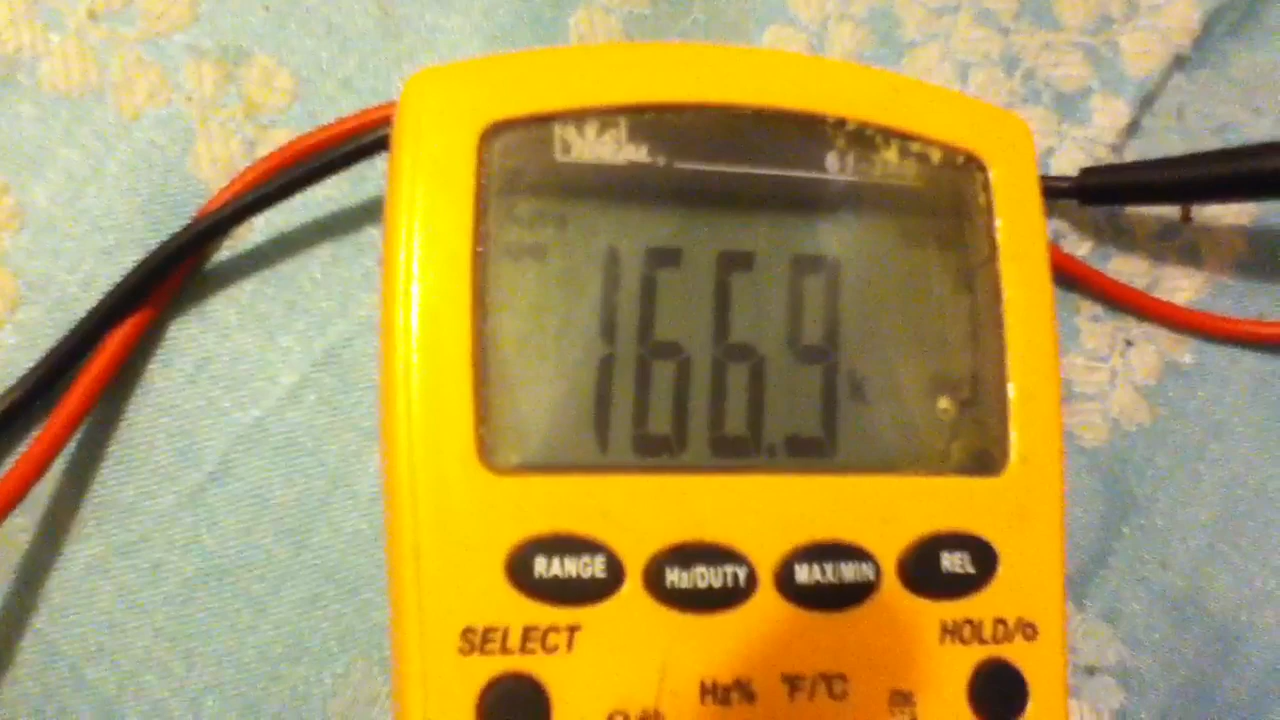 166.9 k
RANGE Hz/DUTY MAX/MIN REL
SELECT HOLD/
Hz% °F/°C